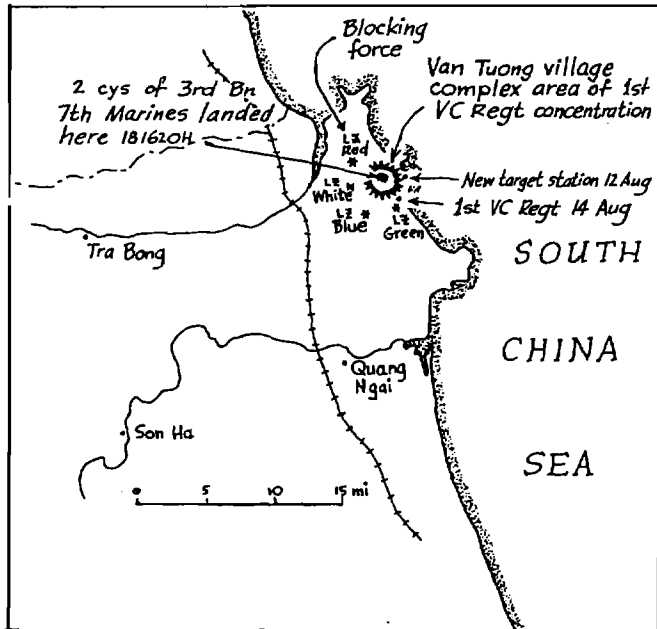 Blocking
force
2 cys of 3rd Bn
7th Marines landed
here 181620H
Van Tuong village
complex area of 1st
VC Regt concentration
LZ
Red
New target station 12 Aug
LZ
White
1st VC Regt 14 Aug
LZ
Blue
LZ
Green
Tra Bong
SOUTH
CHINA
SEA
Quang
Ngai
Son Ha
0 5 10 15 mi